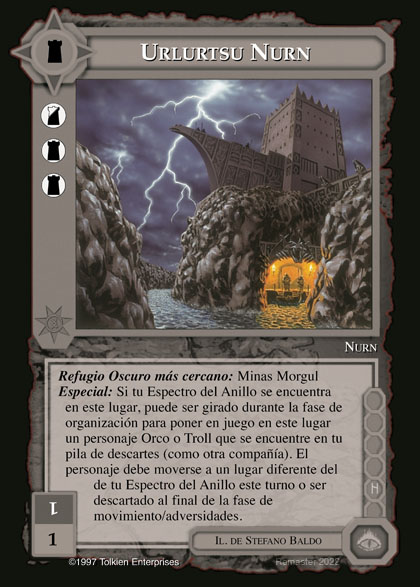 URLURTSU NURN
NURN
Refugio Oscuro más cercano: Minas Morgul
Especial: Si tu Espectro del Anillo se encuentra
en este lugar, puede ser girado durante la fase de
organización para poner en juego en este lugar
un personaje Orco o Troll que se encuentre en tu
pila de descartes (como otra compañía). El
personaje debe moverse a un lugar diferente del
de tu Espectro del Anillo este turno o ser
descartado al final de la fase de
movimiento/adversidades.
1
1
H
IL. DE STEFANO BALDO
©1997 Tolkien Enterprises
Remaster 2022